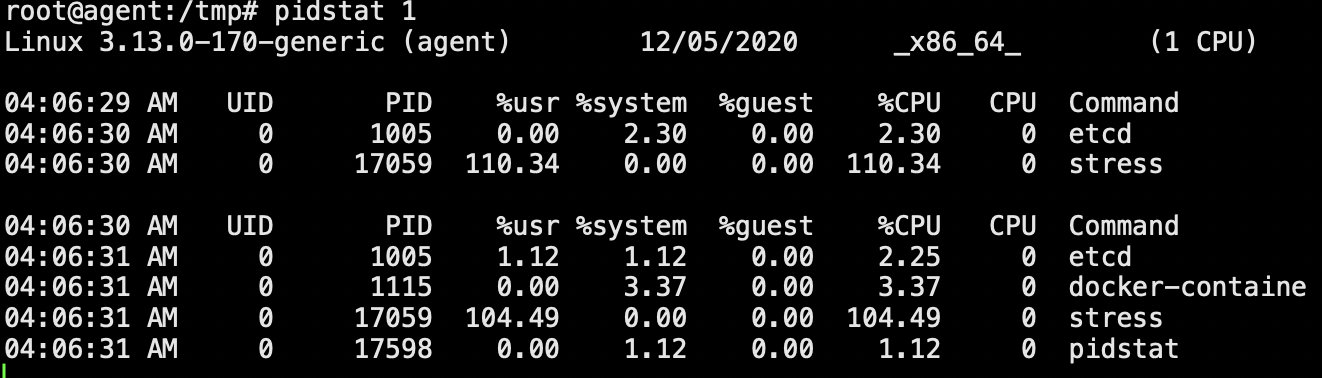 root@agent:/tmp# pidstat 1
Linux 3.13.0-170-generic (agent)        12/05/2020      _x86_64_        (1 CPU)

04:06:29 AM   UID       PID    %usr %system  %guest    %CPU   CPU  Command
04:06:30 AM     0      1005    0.00    2.30    0.00    2.30     0  etcd
04:06:30 AM     0     17059  110.34    0.00    0.00  110.34     0  stress

04:06:30 AM   UID       PID    %usr %system  %guest    %CPU   CPU  Command
04:06:31 AM     0      1005    1.12    1.12    0.00    2.25     0  etcd
04:06:31 AM     0      1115    0.00    3.37    0.00    3.37     0  docker-containe
04:06:31 AM     0     17059  104.49    0.00    0.00  104.49     0  stress
04:06:31 AM     0     17598    0.00    1.12    0.00    1.12     0  pidstat